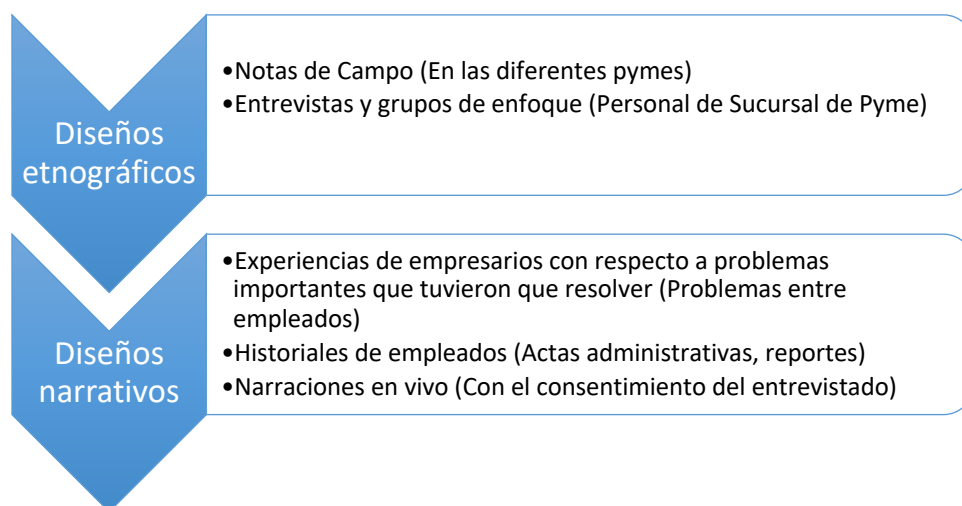 Diseños
etnográficos
•Notas de Campo (En las diferentes pymes)
•Entrevistas y grupos de enfoque (Personal de Sucursal de Pyme)
Diseños
narrativos
•Experiencias de empresarios con respecto a problemas
importantes que tuvieron que resolver (Problemas entre
empleados)
•Historiales de empleados (Actas administrativas, reportes)
•Narraciones en vivo (Con el consentimiento del entrevistado)